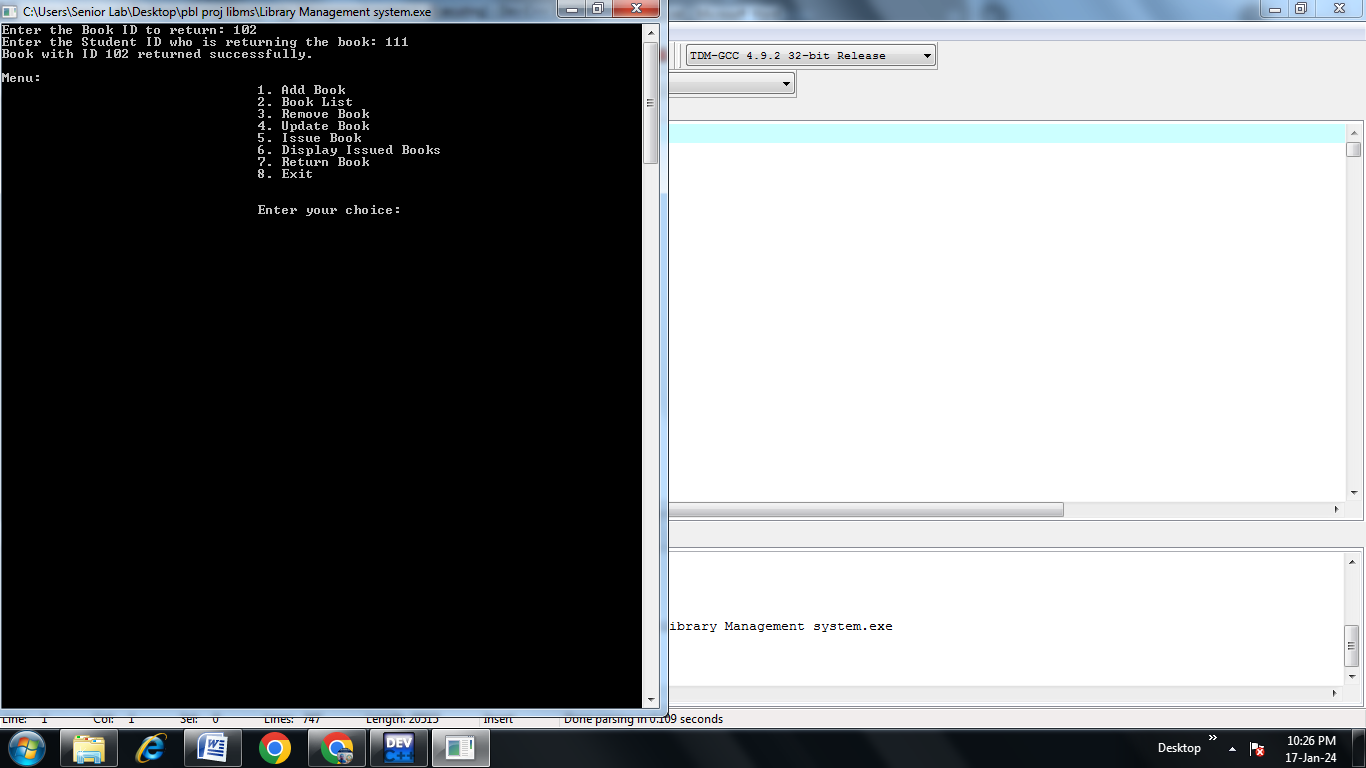 C:\Users\Senior Lab\Desktop\pbl proj libms\Library Management system.exe
Enter the Book ID to return: 102
Enter the Student ID who is returning the book: 111
Book with ID 102 returned successfully.
Menu:
1. Add Book
2. Book List
3. Remove Book
4. Update Book
5. Issue Book
6. Display Issued Books
7. Return Book
8. Exit
Enter your choice:
TDM-GCC 4.9.2 32-bit Release
ibrary Management system.exe
Line: 1 Col: 1 Sel: 0 Lines: 747 Length: 20515 Insert Done parsing in 0.109 seconds
DEV
C++
Desktop
10:26 PM
17-Jan-24